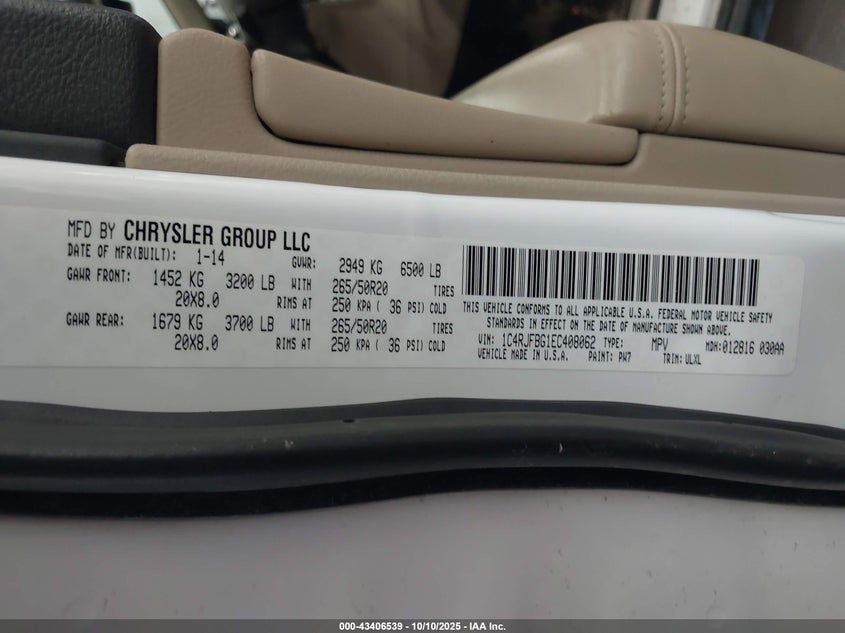 MFD BY CHRYSLER GROUP LLC
DATE OF MFR(BUILT): 1-14 GVWR: 2949 KG 6500 LB
GAWR FRONT: 1452 KG 3200 LB WITH 265/50R20 TIRES
20X8.0 RIMS AT 250 KPA ( 36 PSI) COLD
GAWR REAR: 1679 KG 3700 LB WITH 265/50R20 TIRES
20X8.0 RIMS AT 250 KPA ( 36 PSI) COLD
THIS VEHICLE CONFORMS TO ALL APPLICABLE U.S.A. FEDERAL MOTOR VEHICLE SAFETY
STANDARDS IN EFFECT ON THE DATE OF MANUFACTURE SHOWN ABOVE.
VIN: 1C4RJFBG1EC408062 TYPE: MPV MDH:012816 030AA
VEHICLE MADE IN U.S.A. PAINT: PW7 TRIM: ULXL
000-43406539 - 10/10/2025 - IAA Inc.